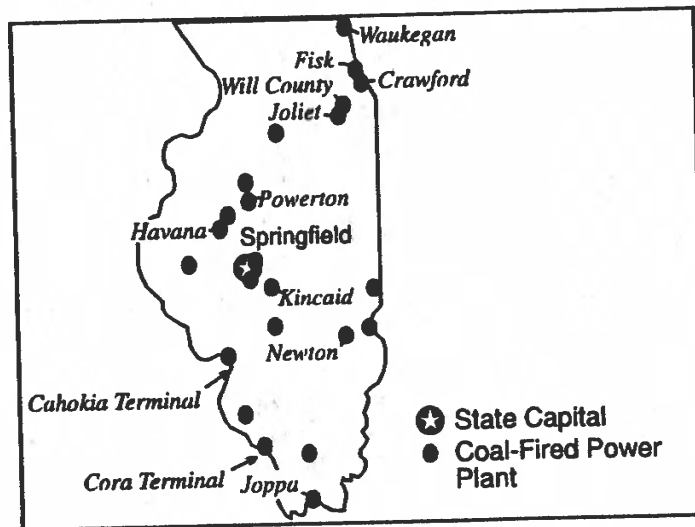 Waukegan
Fisk
Crawford
Will County
Joliet
Powerton
Havana
Springfield
Kincaid
Newton
Cahokia Terminal
Cora Terminal
Joppa
State Capital
Coal-Fired Power
Plant